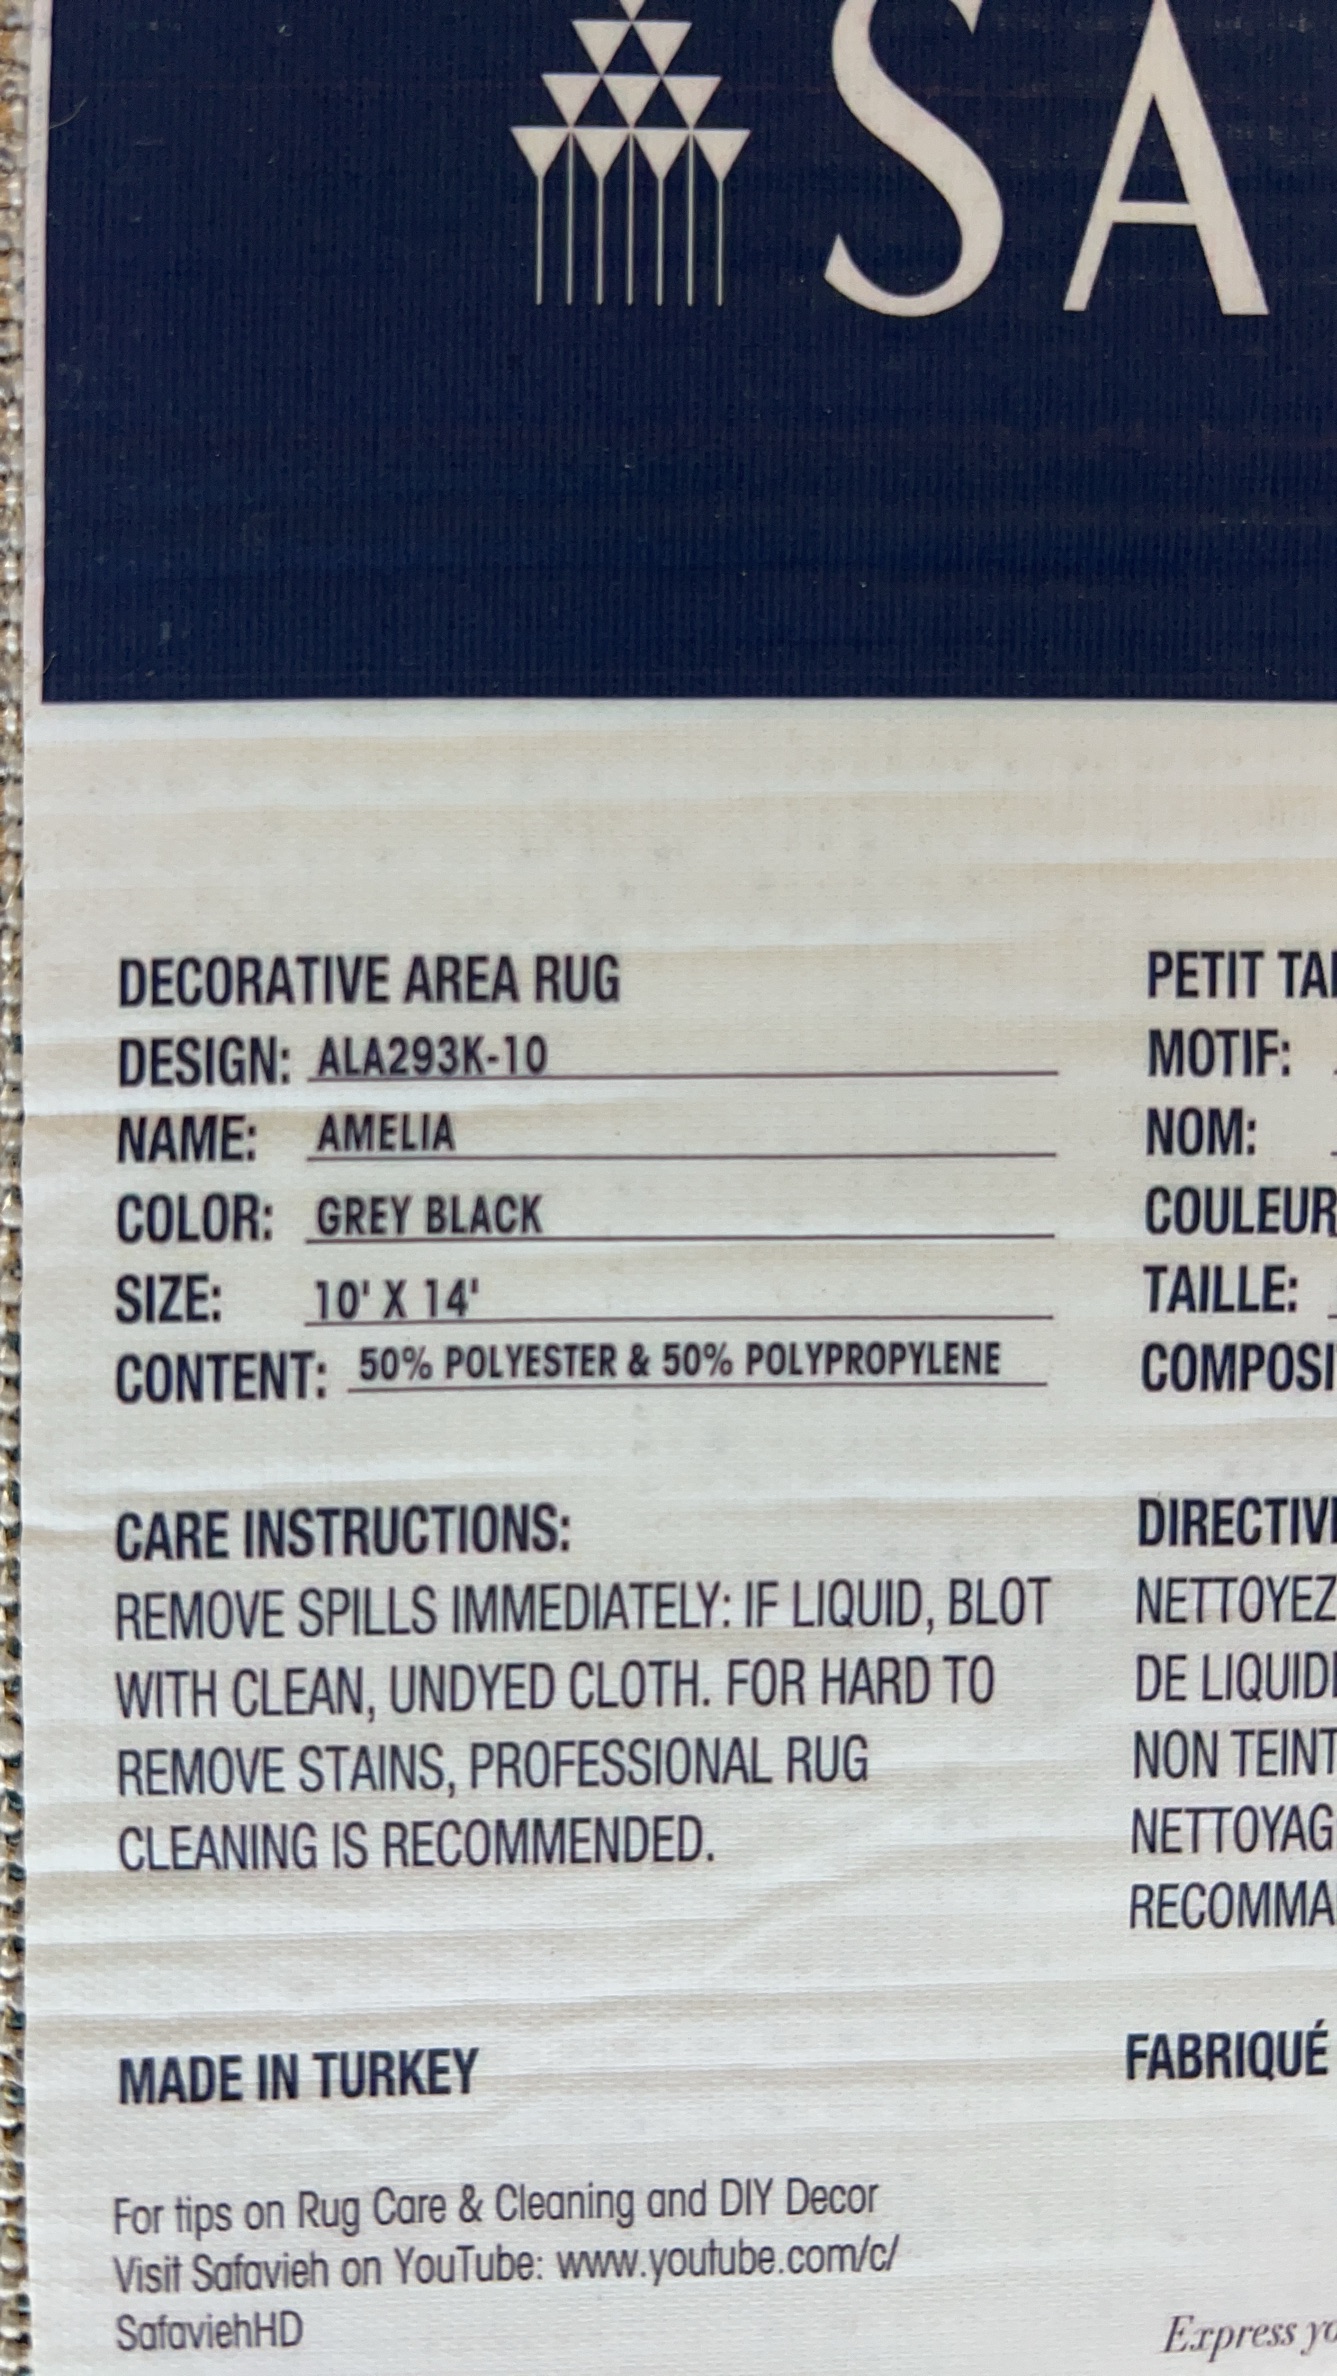 SA
DECORATIVE AREA RUG
DESIGN: ALA293K-10
NAME: AMELIA
COLOR: GREY BLACK
SIZE: 10' X 14'
CONTENT: 50% POLYESTER & 50% POLYPROPYLENE
CARE INSTRUCTIONS:
REMOVE SPILLS IMMEDIATELY: IF LIQUID, BLOT
WITH CLEAN, UNDYED CLOTH. FOR HARD TO
REMOVE STAINS, PROFESSIONAL RUG
CLEANING IS RECOMMENDED.
MADE IN TURKEY
For tips on Rug Care & Cleaning and DIY Decor
Visit Safavieh on YouTube: www.youtube.com/c/
SafaviehHD
PETIT TA
MOTIF:
NOM:
COULEUR
TAILLE:
COMPOSI
DIRECTIV
NETTOYEZ
DE LIQUID
NON TEINT
NETTOYAG
RECOMMA
FABRIQUÉ
Express yo